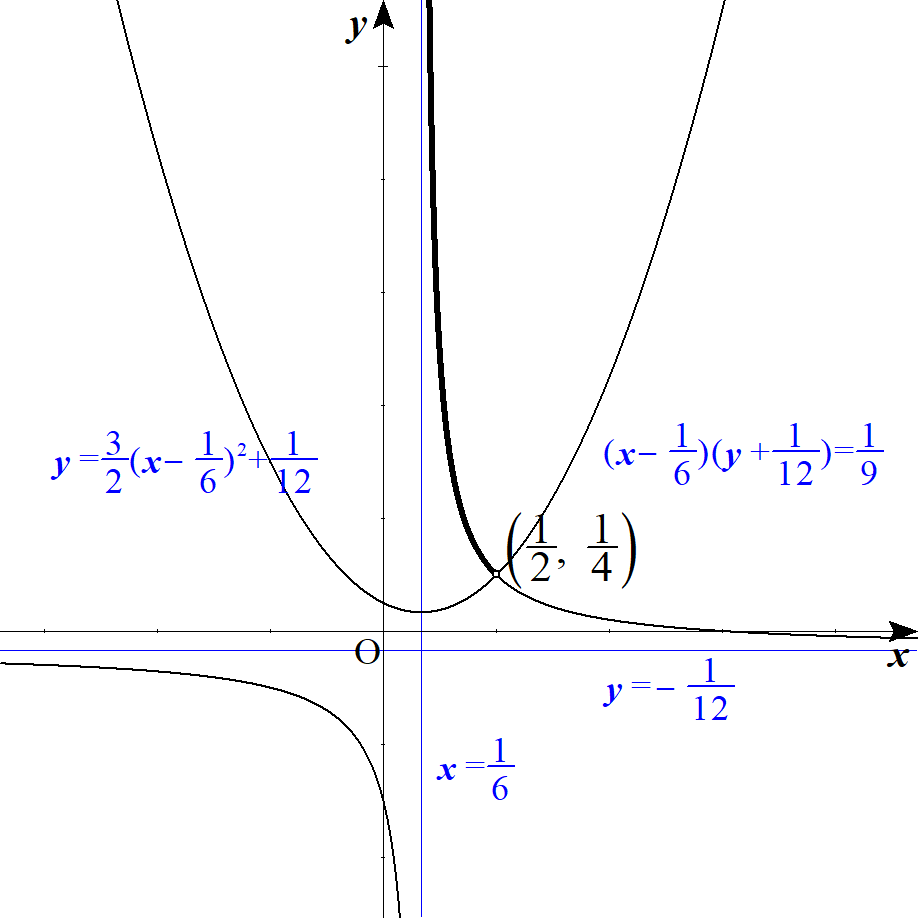 y
y=3/2(x−1/6)²+1/12
(x−1/6)(y+1/12)=1/9
(1/2, 1/4)
O
x
y=−1/12
x=1/6